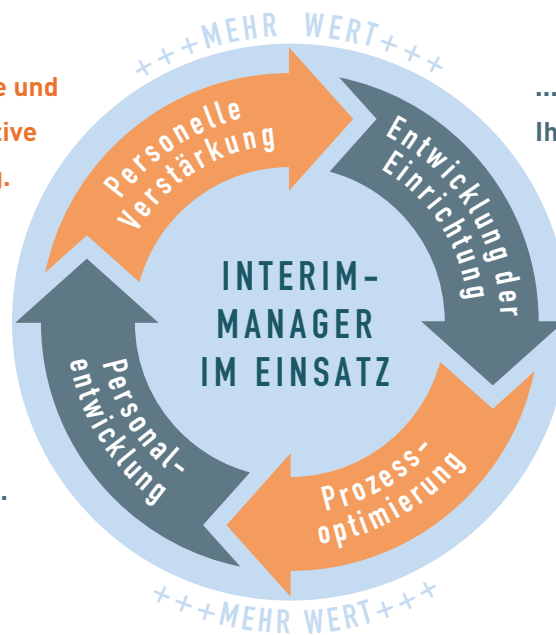 +++MEHR WERT+++
e und
tive
g.
...
Ih
Personelle
Verstärkung
Entwicklung der
Einrichtung
INTERIM-
MANAGER
IM EINSATZ
Personal-
entwicklung
Prozess-
optimierung
.
+++MEHR WERT+++